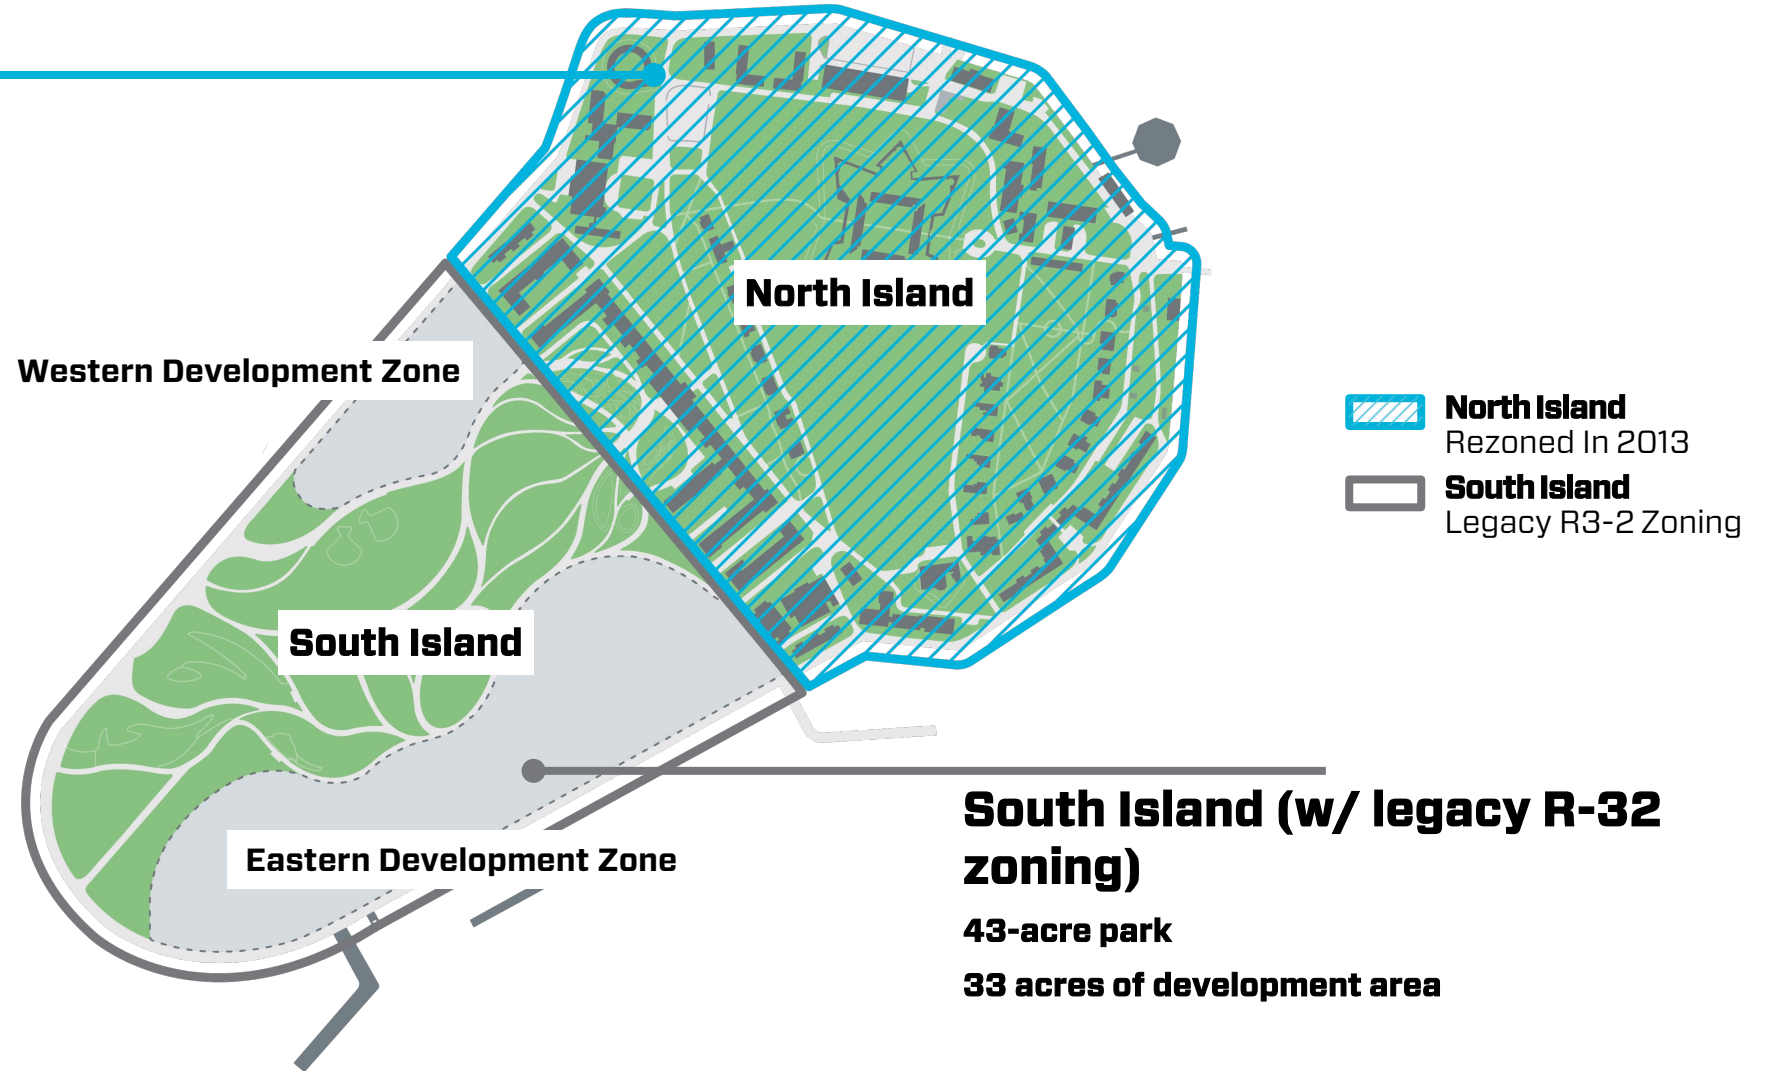 North Island
Western Development Zone
North Island
Rezoned In 2013
South Island
Legacy R3-2 Zoning
South Island
South Island (w/ legacy R-32
zoning)
Eastern Development Zone
43-acre park
33 acres of development area